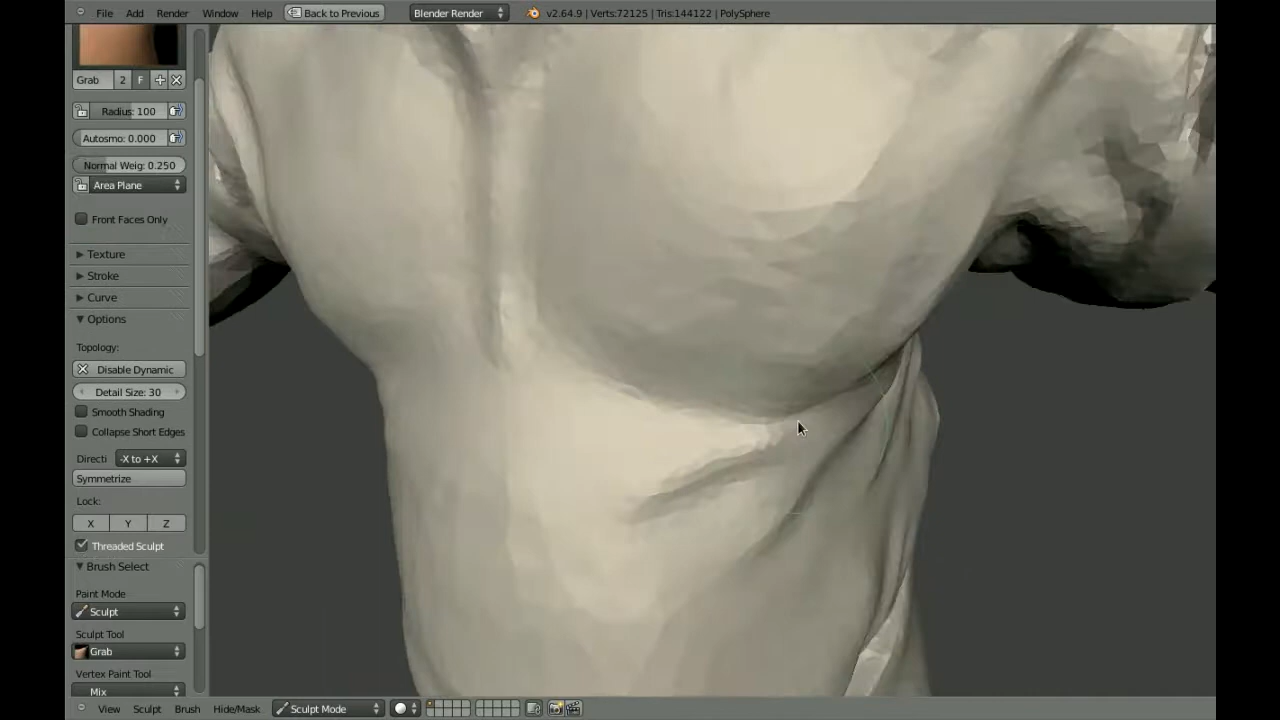 File Add Render Window Help Back to Previous Blender Render v2.64.9 | Verts:72125 | Tris:144122 | PolySphere
Grab 2 F
Radius: 100
Autosmo: 0.000
Normal Weig: 0.250
Area Plane
Front Faces Only
Texture
Stroke
Curve
Options
Topology:
Disable Dynamic
Detail Size: 30
Smooth Shading
Collapse Short Edges
Directi -X to +X
Symmetrize
Lock:
X Y Z
Threaded Sculpt
Brush Select
Paint Mode
Sculpt
Sculpt Tool
Grab
Vertex Paint Tool
Mix
View Sculpt Brush Hide/Mask Sculpt Mode